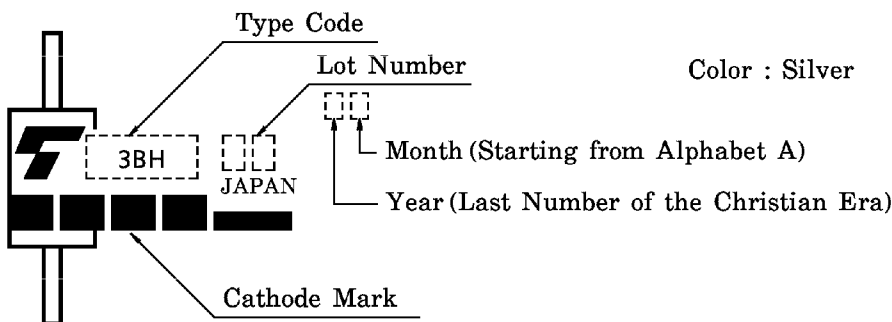 Type Code
Lot Number
Color : Silver
3BH
JAPAN
Month (Starting from Alphabet A)
Year (Last Number of the Christian Era)
Cathode Mark